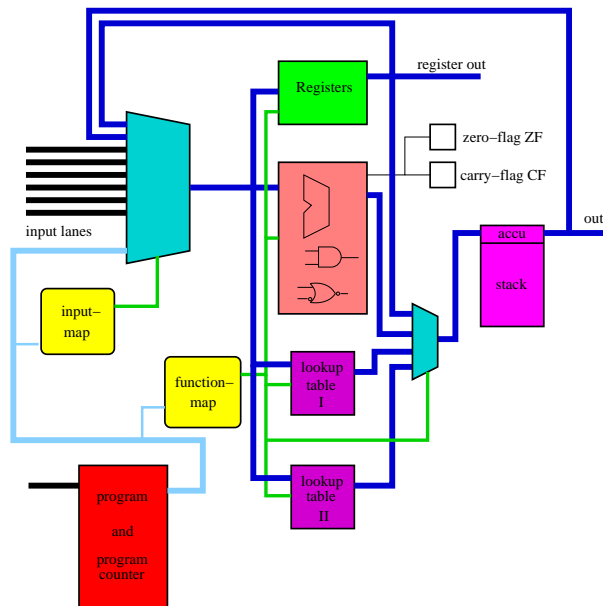 register out
Registers
zero−flag ZF
carry−flag CF
input lanes
out
accu
stack
input−
map
function−
map
lookup
table
I
lookup
table
II
program
and
program
counter